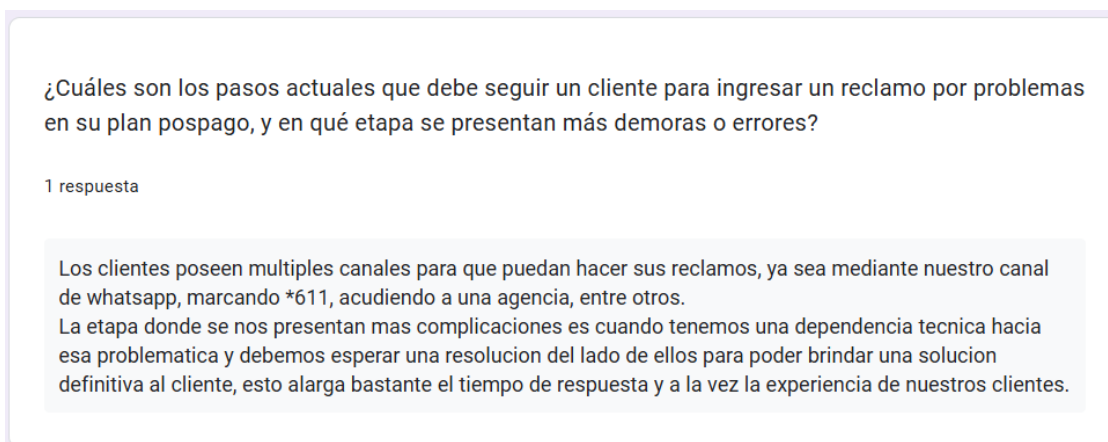 ¿Cuáles son los pasos actuales que debe seguir un cliente para ingresar un reclamo por problemas
en su plan pospago, y en qué etapa se presentan más demoras o errores?
1 respuesta
Los clientes poseen multiples canales para que puedan hacer sus reclamos, ya sea mediante nuestro canal
de whatsapp, marcando *611, acudiendo a una agencia, entre otros.
La etapa donde se nos presentan mas complicaciones es cuando tenemos una dependencia tecnica hacia
esa problematica y debemos esperar una resolucion del lado de ellos para poder brindar una solucion
definitiva al cliente, esto alarga bastante el tiempo de respuesta y a la vez la experiencia de nuestros clientes.